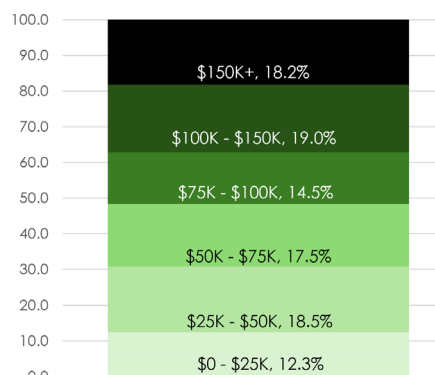 100.0
90.0
$150K+, 18.2%
80.0
70.0
$100K - $150K, 19.0%
60.0
$75K - $100K, 14.5%
50.0
40.0
$50K - $75K, 17.5%
30.0
20.0
$25K - $50K, 18.5%
10.0
$0 - $25K, 12.3%
0.0